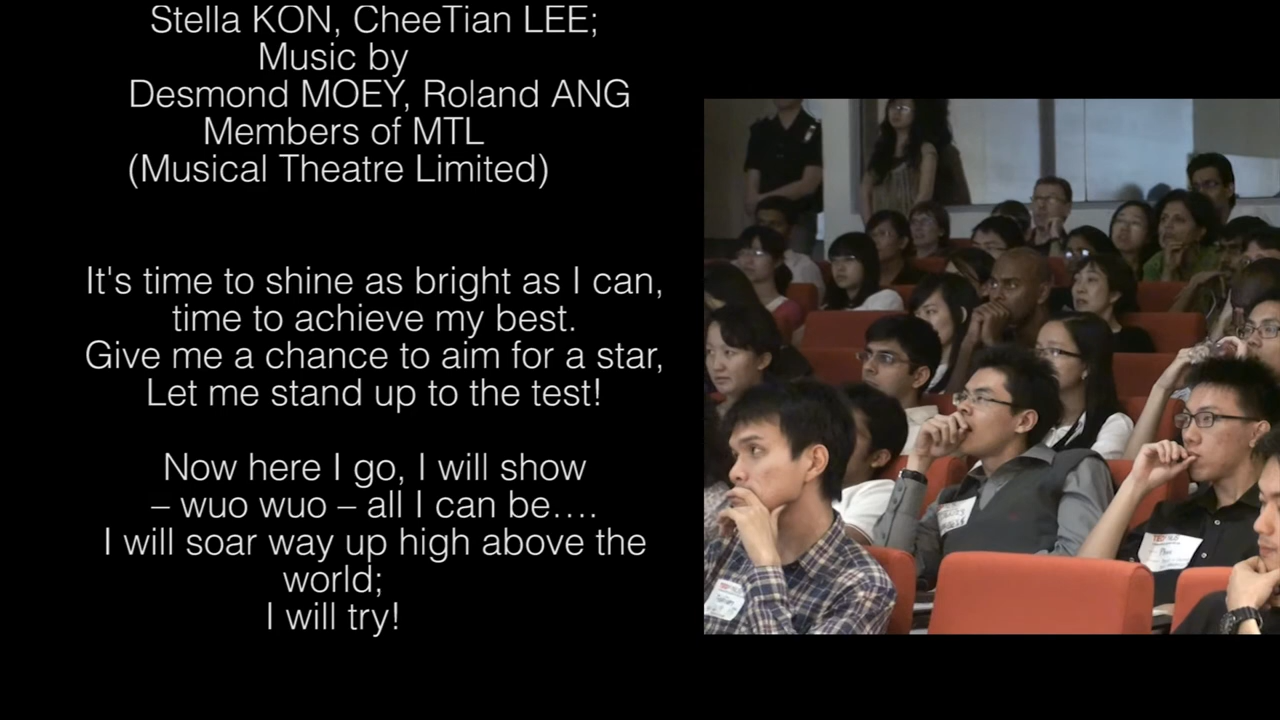 Stella KON, CheeTian LEE;
Music by
Desmond MOEY, Roland ANG
Members of MTL
(Musical Theatre Limited)
It's time to shine as bright as I can,
time to achieve my best.
Give me a chance to aim for a star,
Let me stand up to the test!
Now here I go, I will show
– wuo wuo – all I can be....
I will soar way up high above the
world;
I will try!